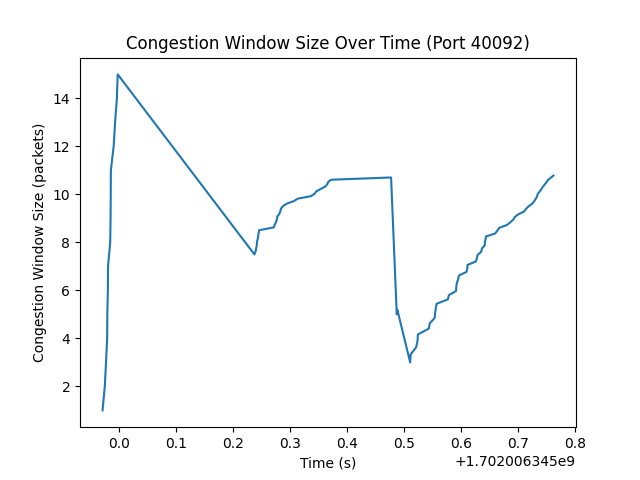 Congestion Window Size Over Time (Port 40092)
Congestion Window Size (packets)
14
12
10
8
6
4
2
0.0 0.1 0.2 0.3 0.4 0.5 0.6 0.7 0.8
Time (s)
+1.702006345e9